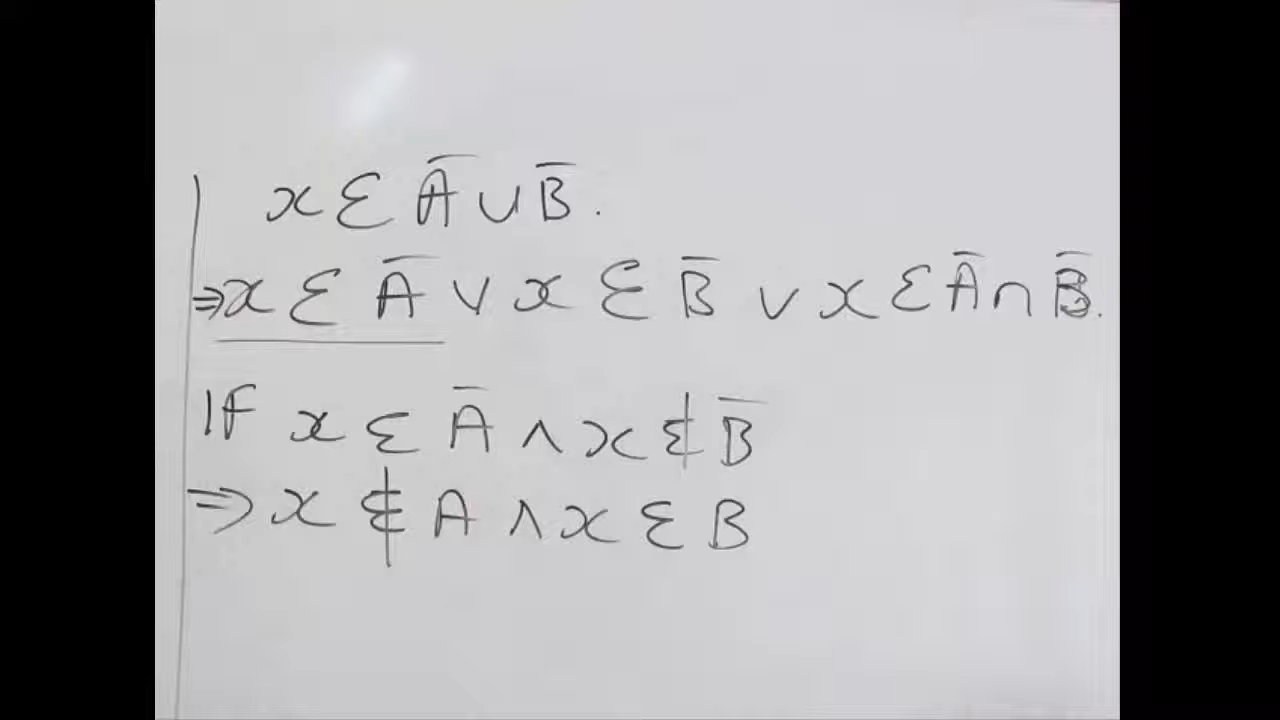 x ∈ A̅ ∪ B̅.
⇒ x ∈ A̅ ∨ x ∈ B̅ ∨ x ∈ A̅ ∩ B̅.
If x ∈ A̅ ∧ x ∉ B̅
⇒ x ∉ A ∧ x ∈ B